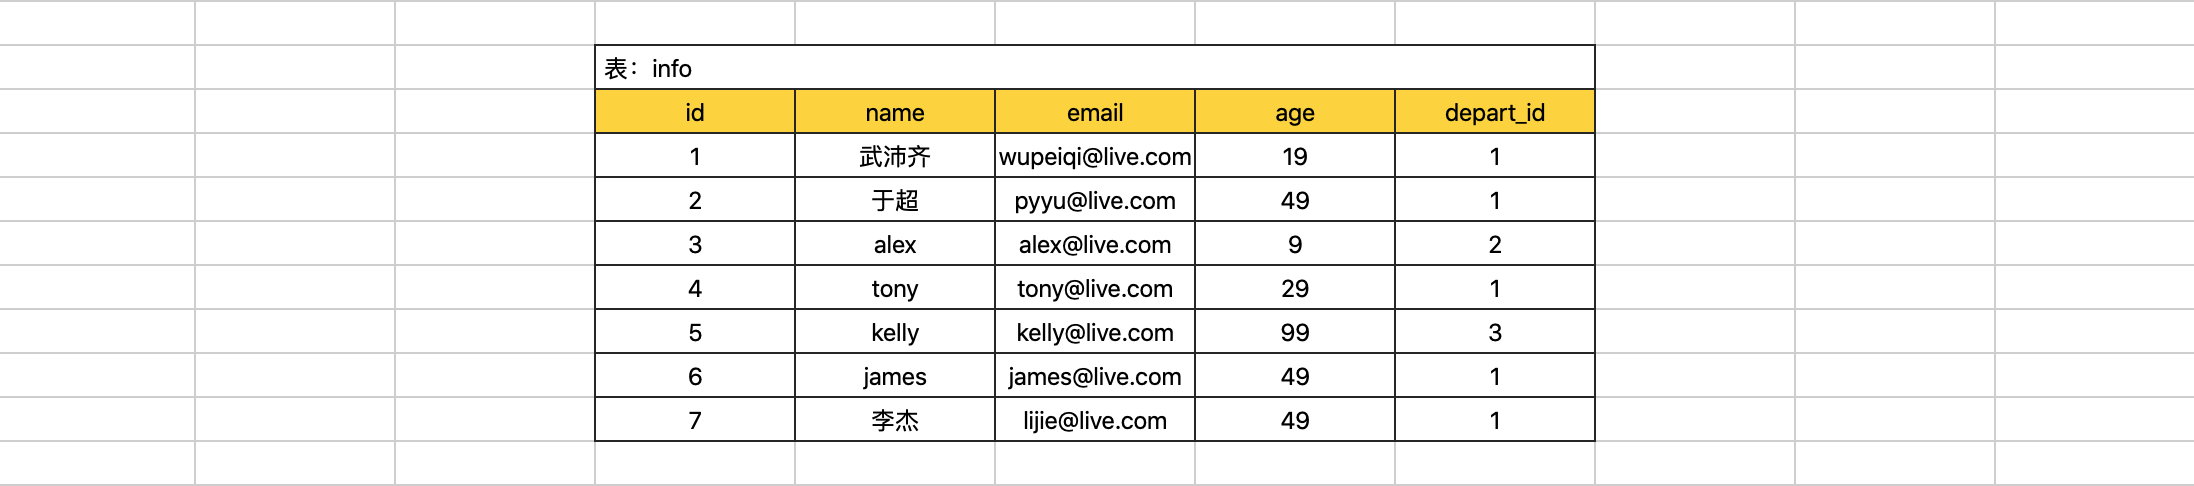 表：info
id name email age depart_id
1 武沛齐 wupeiqi@live.com 19 1
2 于超 pyyu@live.com 49 1
3 alex alex@live.com 9 2
4 tony tony@live.com 29 1
5 kelly kelly@live.com 99 3
6 james james@live.com 49 1
7 李杰 lijie@live.com 49 1